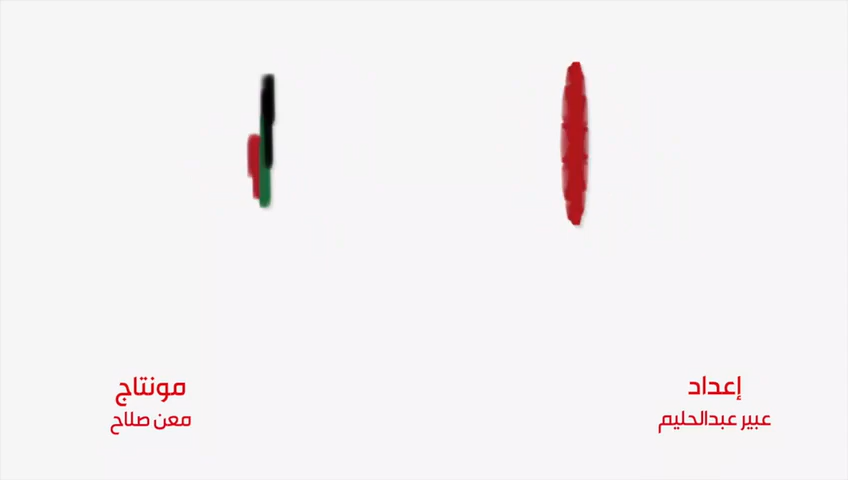 إعداد
عبير عبدالحليم
مونتاج
معن صلاح